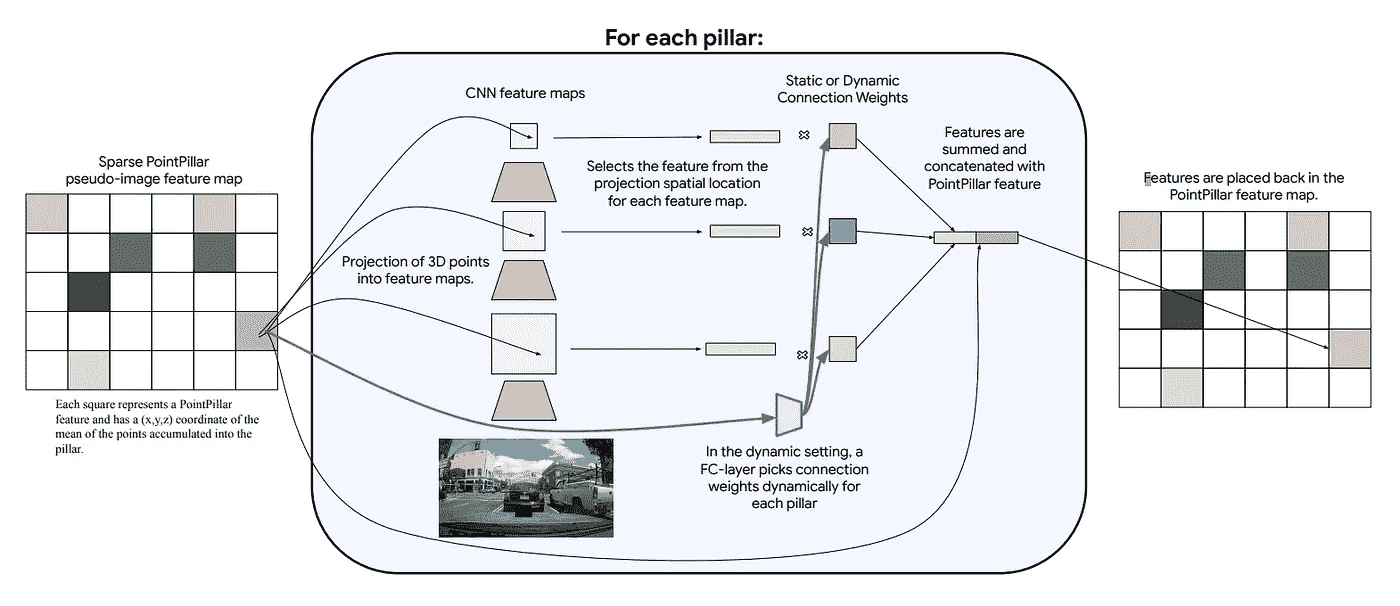 For each pillar:
CNN feature maps
Static or Dynamic
Connection Weights
Sparse PointPillar
pseudo-image feature map
Selects the feature from the
projection spatial location
for each feature map.
Features are
summed and
concatenated with
PointPillar feature
Features are placed back in the
PointPillar feature map.
Projection of 3D points
into feature maps.
Each square represents a PointPillar
feature and has a (x,y,z) coordinate of the
mean of the points accumulated into the
pillar.
In the dynamic setting, a
FC-layer picks connection
weights dynamically for
each pillar